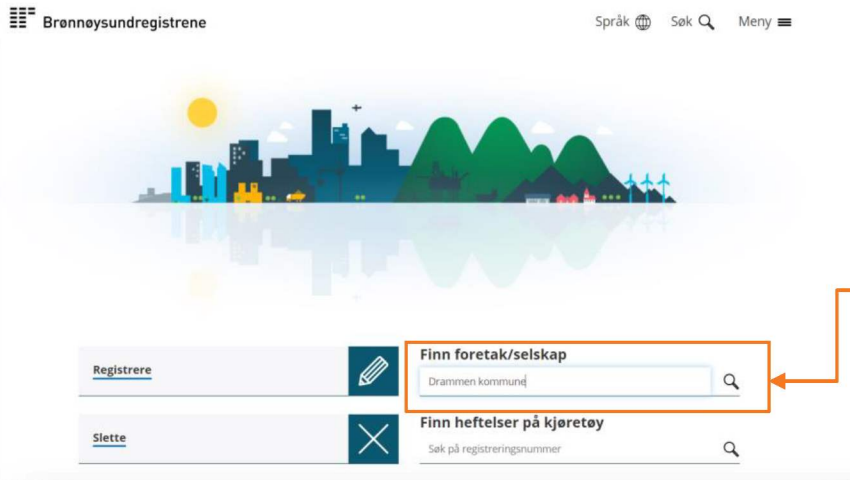 Brønnøysundregistrene
Språk Søk Meny
Registrere
Finn foretak/selskap
Drammen kommune
Slette
Finn heftelser på kjøretøy
Søk på registreringsnummer